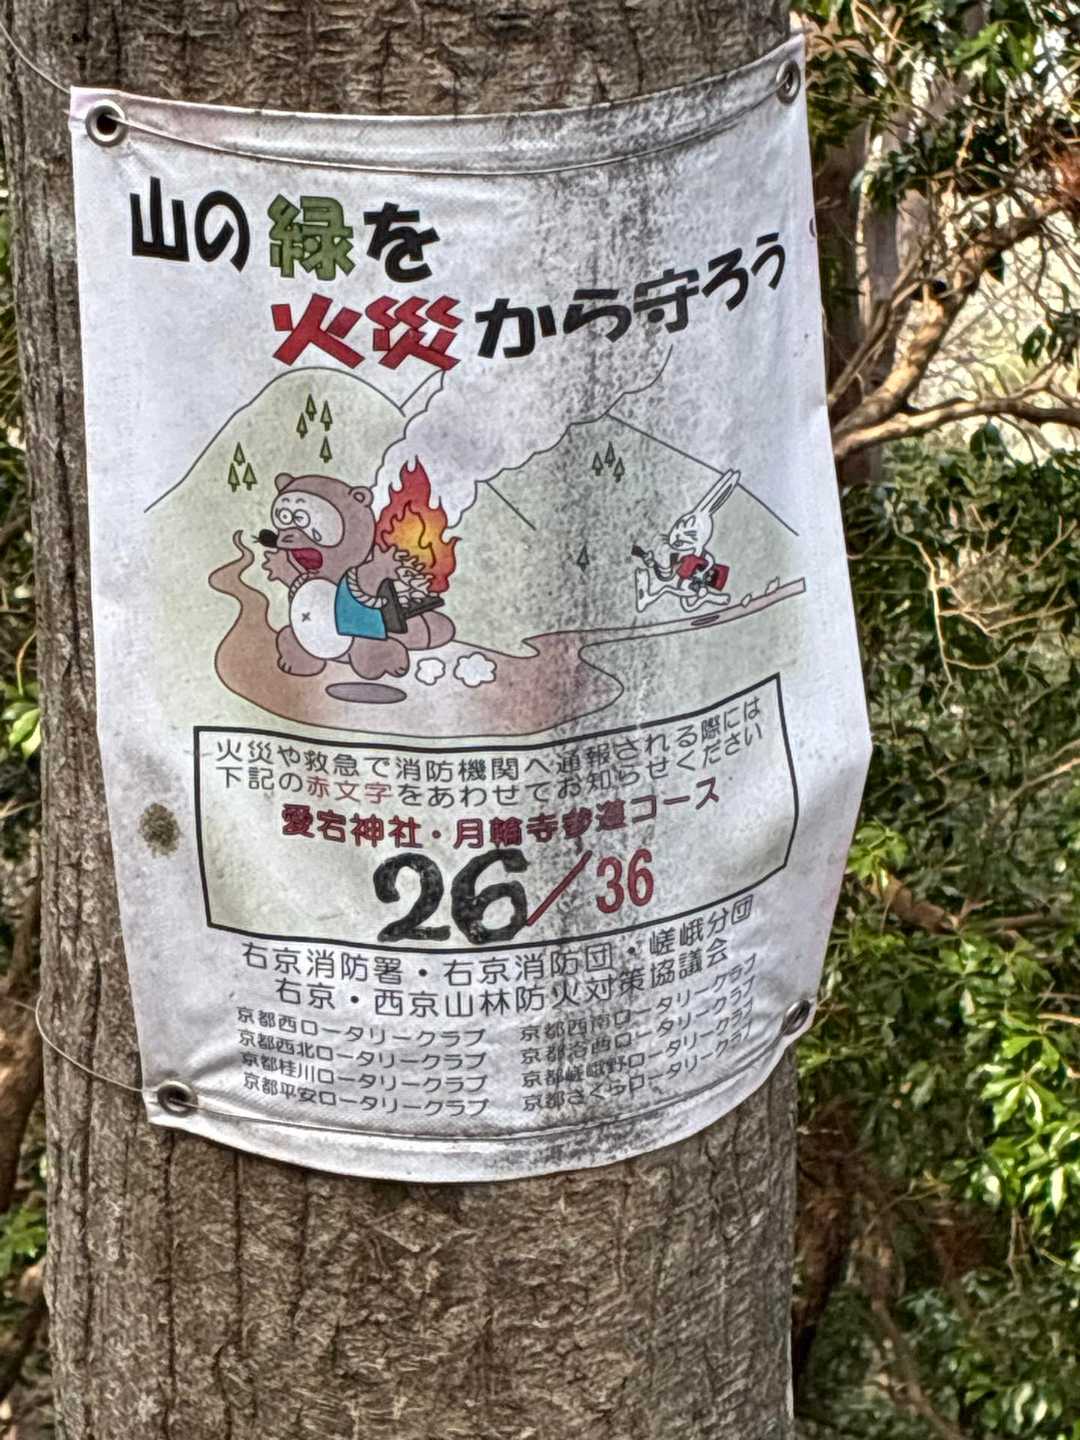 山の緑を
火災から守ろう
火災や救急で消防機関へ通報される際には
下記の赤文字をあわせてお知らせください
愛宕神社・月輪寺参道コース
26/36
右京消防署・右京消防団・嵯峨分団
右京・西京山林防火対策協議会
京都西ロータリークラブ
京都西北ロータリークラブ
京都桂川ロータリークラブ
京都平安ロータリークラブ
京都西南ロータリークラブ
京都洛西ロータリークラブ
京都嵯峨野ロータリークラブ
京都さくらロータリークラブ